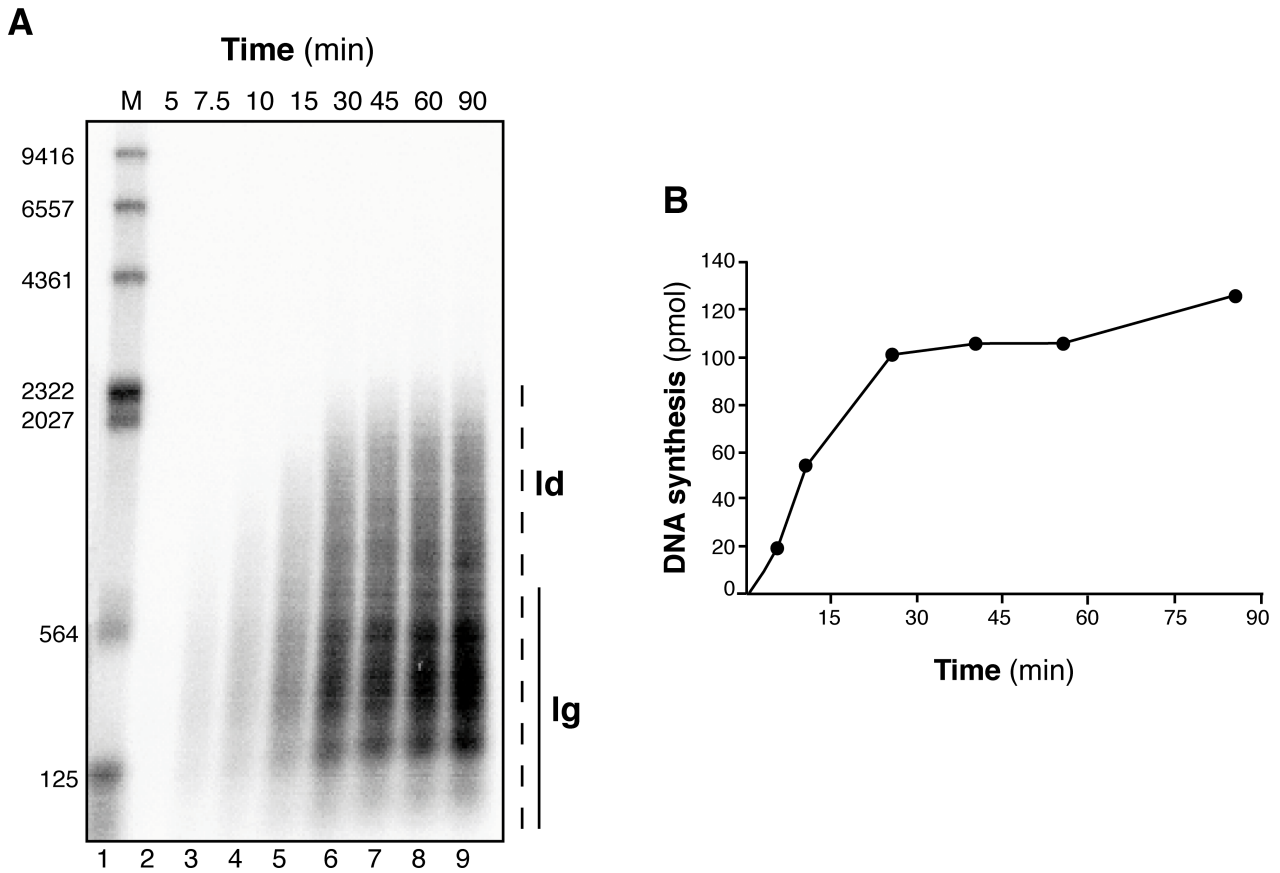 A
Time (min)
M 5 7.5 10 15 30 45 60 90
9416
6557
4361
2322
2027
564
125
Id
Ig
1 2 3 4 5 6 7 8 9
B
DNA synthesis (pmol)
140
120
100
80
60
40
20
0
15 30 45 60 75 90
Time (min)